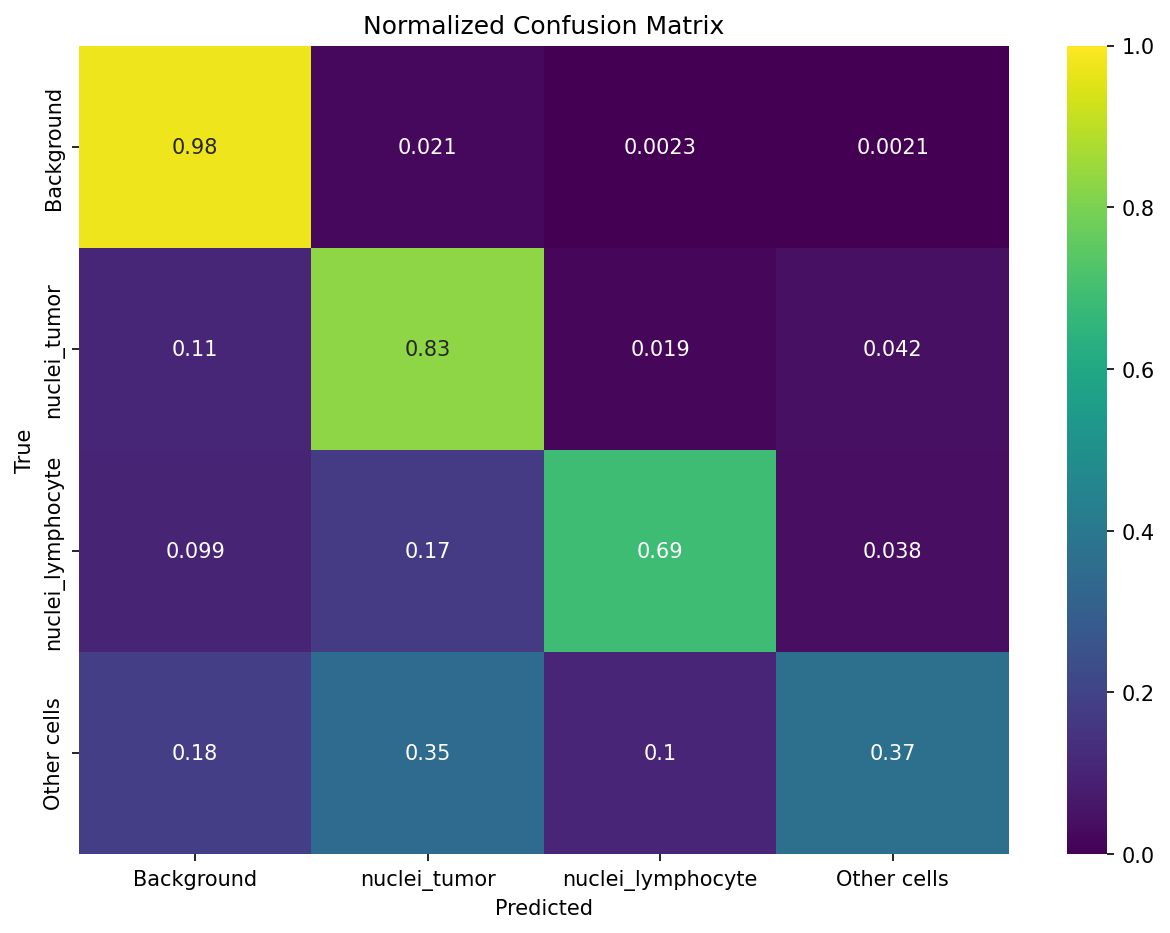 Normalized Confusion Matrix
Background
0.98
0.021
0.0023
0.0021
nuclei_tumor
0.11
0.83
0.019
0.042
True
nuclei_lymphocyte
0.099
0.17
0.69
0.038
Other cells
0.18
0.35
0.1
0.37
Background
nuclei_tumor
nuclei_lymphocyte
Other cells
Predicted
1.0
0.8
0.6
0.4
0.2
0.0